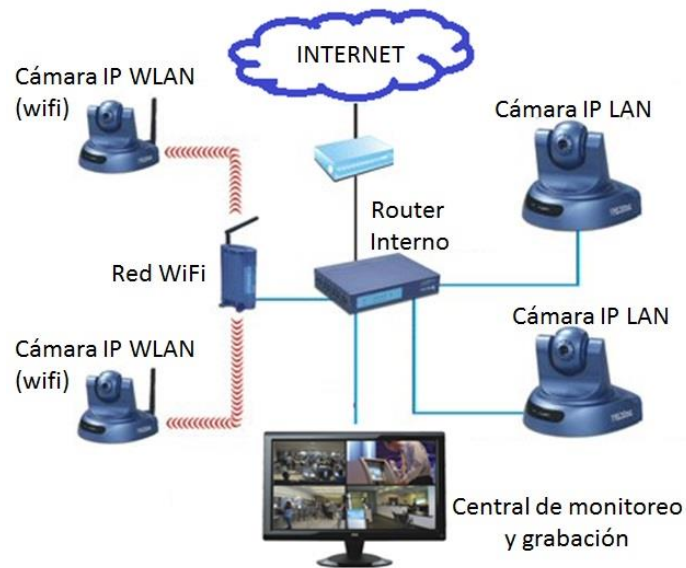 INTERNET
Cámara IP WLAN
(wifi)
Cámara IP LAN
Router
Interno
Red WiFi
Cámara IP LAN
Cámara IP WLAN
(wifi)
Central de monitoreo
y grabación